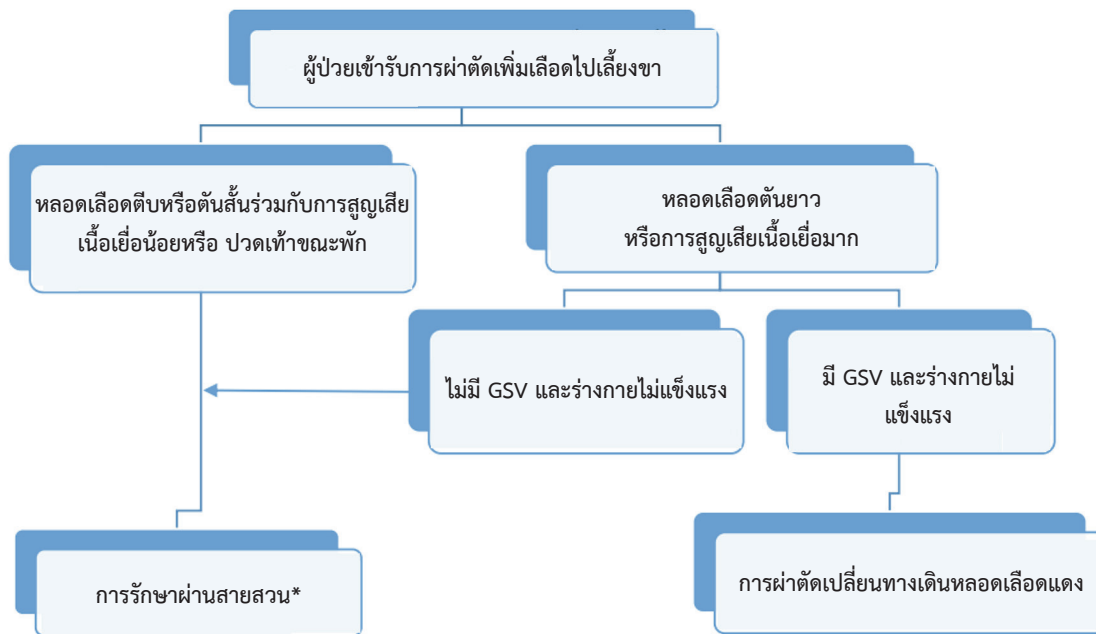 ผู้ป่วยเข้ารับการผ่าตัดเพิ่มเลือดไปเลี้ยงขา
หลอดเลือดตีบหรือตันสั้นร่วมกับการสูญเสีย
เนื้อเยื่อน้อยหรือ ปวดเท้าขณะพัก
หลอดเลือดตันยาว
หรือการสูญเสียเนื้อเยื่อมาก
ไม่มี GSV และร่างกายไม่แข็งแรง
มี GSV และร่างกายไม่
แข็งแรง
การรักษาผ่านสายสวน*
การผ่าตัดเปลี่ยนทางเดินหลอดเลือดแดง